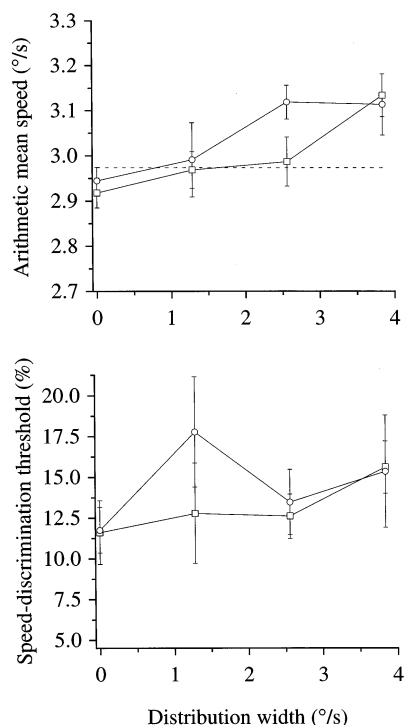 3.3
3.2
3.1
3.0
2.9
2.8
2.7
Arithmetic mean speed (°/s)
0 1 2 3 4
20.0
17.5
15.0
12.5
10.0
7.5
5.0
Speed-discrimination threshold (%)
0 1 2 3 4
Distribution width (°/s)